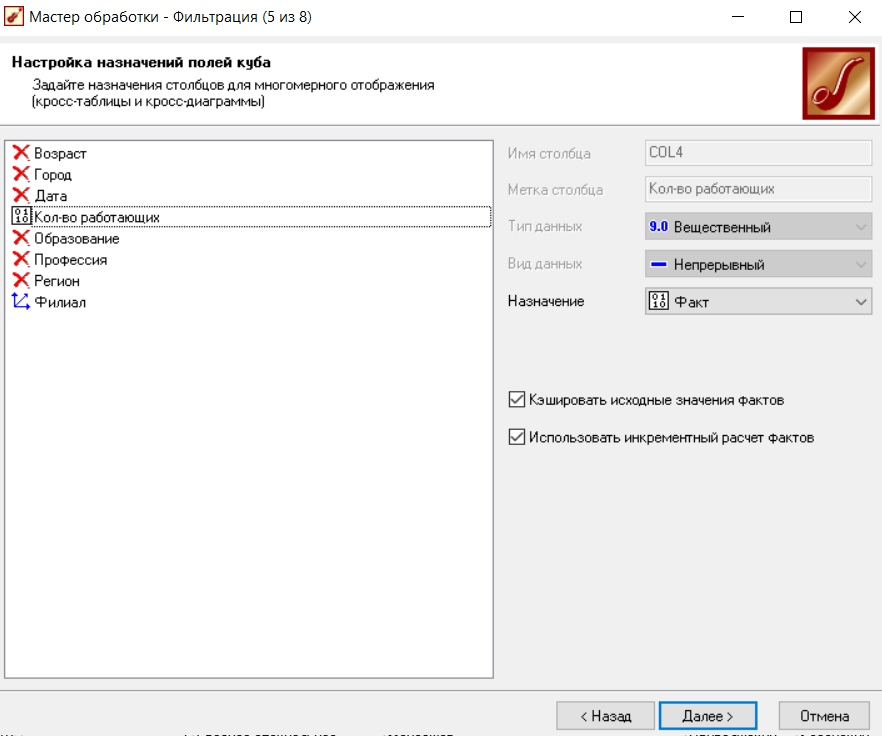 Мастер обработки - Фильтрация (5 из 8)
Настройка назначений полей куба
Задайте назначения столбцов для многомерного отображения
(кросс-таблицы и кросс-диаграммы)
Возраст
Город
Дата
Кол-во работающих
Образование
Профессия
Регион
Филиал
Имя столбца COL4
Метка столбца Кол-во работающих
Тип данных 9.0 Вещественный
Вид данных Непрерывный
Назначение 01 10 Факт
Кэшировать исходные значения фактов
Использовать инкрементный расчет фактов
< Назад Далее > Отмена